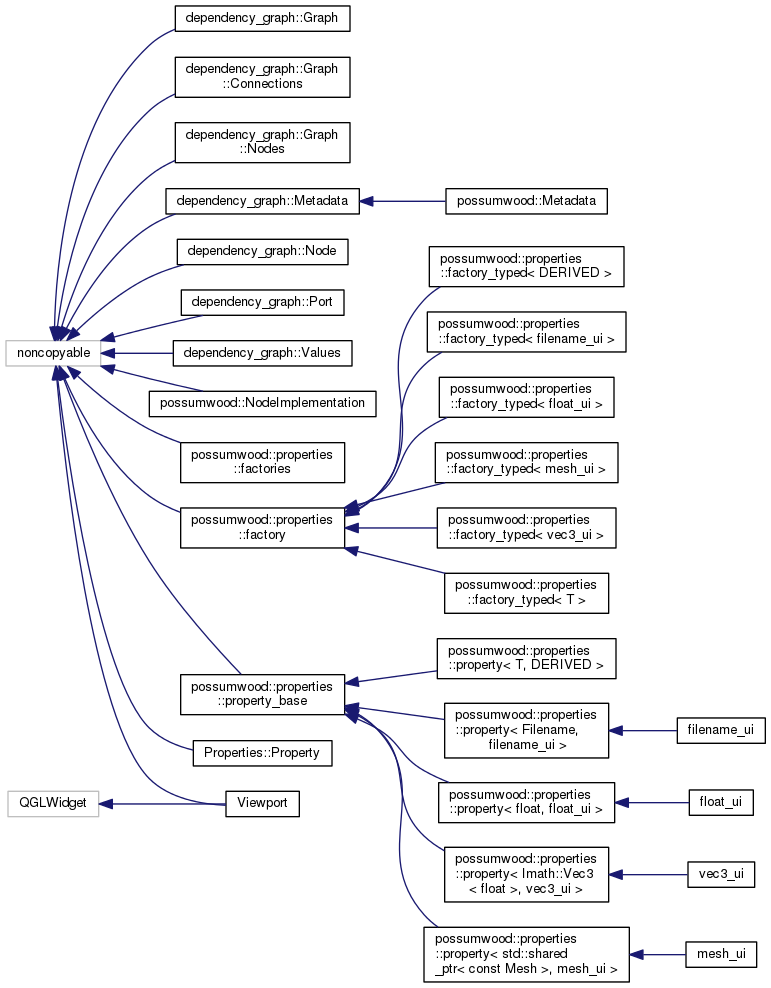 dependency_graph::Graph
dependency_graph::Graph
::Connections
dependency_graph::Graph
::Nodes
dependency_graph::Metadata
possumwood::Metadata
dependency_graph::Node
possumwood::properties
::factory_typed< DERIVED >
dependency_graph::Port
possumwood::properties
::factory_typed< filename_ui >
noncopyable
dependency_graph::Values
possumwood::NodeImplementation
possumwood::properties
::factory_typed< float_ui >
possumwood::properties
::factories
possumwood::properties
::factory_typed< mesh_ui >
possumwood::properties
::factory
possumwood::properties
::factory_typed< vec3_ui >
possumwood::properties
::factory_typed< T >
possumwood::properties
::property< T, DERIVED >
possumwood::properties
::property_base
possumwood::properties
::property< Filename,
filename_ui >
filename_ui
Properties::Property
QGLWidget
Viewport
possumwood::properties
::property< float, float_ui >
float_ui
possumwood::properties
::property< Imath::Vec3
< float >, vec3_ui >
vec3_ui
possumwood::properties
::property< std::shared
_ptr< const Mesh >, mesh_ui >
mesh_ui